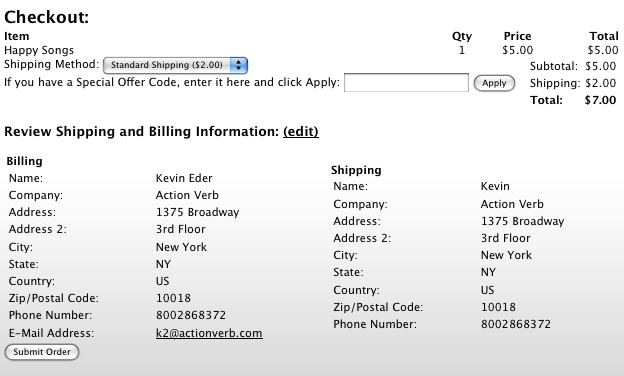 Checkout:
Item Qty Price Total
Happy Songs 1 $5.00 $5.00
Shipping Method: Standard Shipping ($2.00) Subtotal: $5.00
If you have a Special Offer Code, enter it here and click Apply: Apply Shipping: $2.00
Total: $7.00
Review Shipping and Billing Information: (edit)
Billing
Name: Kevin Eder
Company: Action Verb
Address: 1375 Broadway
Address 2: 3rd Floor
City: New York
State: NY
Country: US
Zip/Postal Code: 10018
Phone Number: 8002868372
E-Mail Address: k2@actionverb.com
Submit Order
Shipping
Name: Kevin
Company: Action Verb
Address: 1375 Broadway
Address 2: 3rd Floor
City: New York
State: NY
Country: US
Zip/Postal Code: 10018
Phone Number: 8002868372